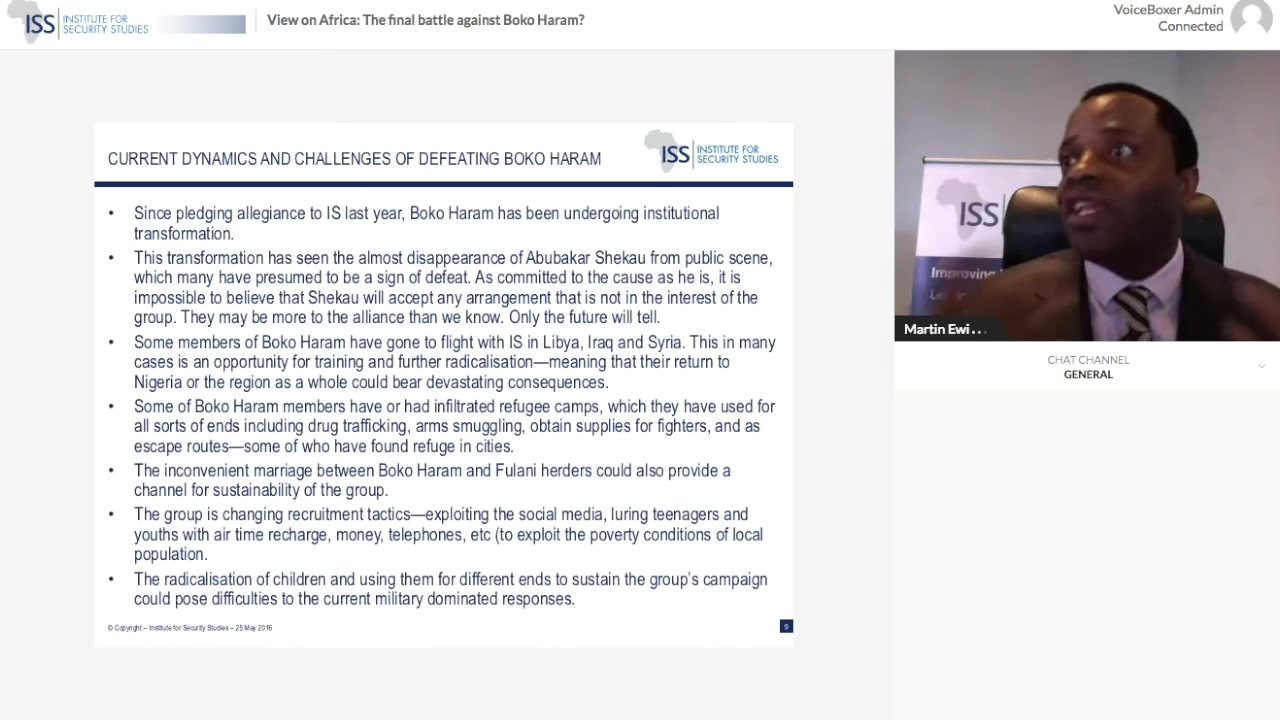 ISS INSTITUTE FOR
SECURITY STUDIES
View on Africa: The final battle against Boko Haram?
VoiceBoxer Admin
Connected
CURRENT DYNAMICS AND CHALLENGES OF DEFEATING BOKO HARAM
ISS INSTITUTE FOR
SECURITY STUDIES
• Since pledging allegiance to IS last year, Boko Haram has been undergoing institutional
transformation.
• This transformation has seen the almost disappearance of Abubakar Shekau from public scene,
which many have presumed to be a sign of defeat. As committed to the cause as he is, it is
impossible to believe that Shekau will accept any arrangement that is not in the interest of the
group. They may be more to the alliance than we know. Only the future will tell.
• Some members of Boko Haram have gone to flight with IS in Libya, Iraq and Syria. This in many
cases is an opportunity for training and further radicalisation—meaning that their return to
Nigeria or the region as a whole could bear devastating consequences.
• Some of Boko Haram members have or had infiltrated refugee camps, which they have used for
all sorts of ends including drug trafficking, arms smuggling, obtain supplies for fighters, and as
escape routes—some of who have found refuge in cities.
• The inconvenient marriage between Boko Haram and Fulani herders could also provide a
channel for sustainability of the group.
• The group is changing recruitment tactics—exploiting the social media, luring teenagers and
youths with air time recharge, money, telephones, etc (to exploit the poverty conditions of local
population.
• The radicalisation of children and using them for different ends to sustain the group's campaign
could pose difficulties to the current military dominated responses.
© Copyright – Institute for Security Studies – 25 May 2016
9
ISS
Improving
Martin Ewi...
CHAT CHANNEL
GENERAL